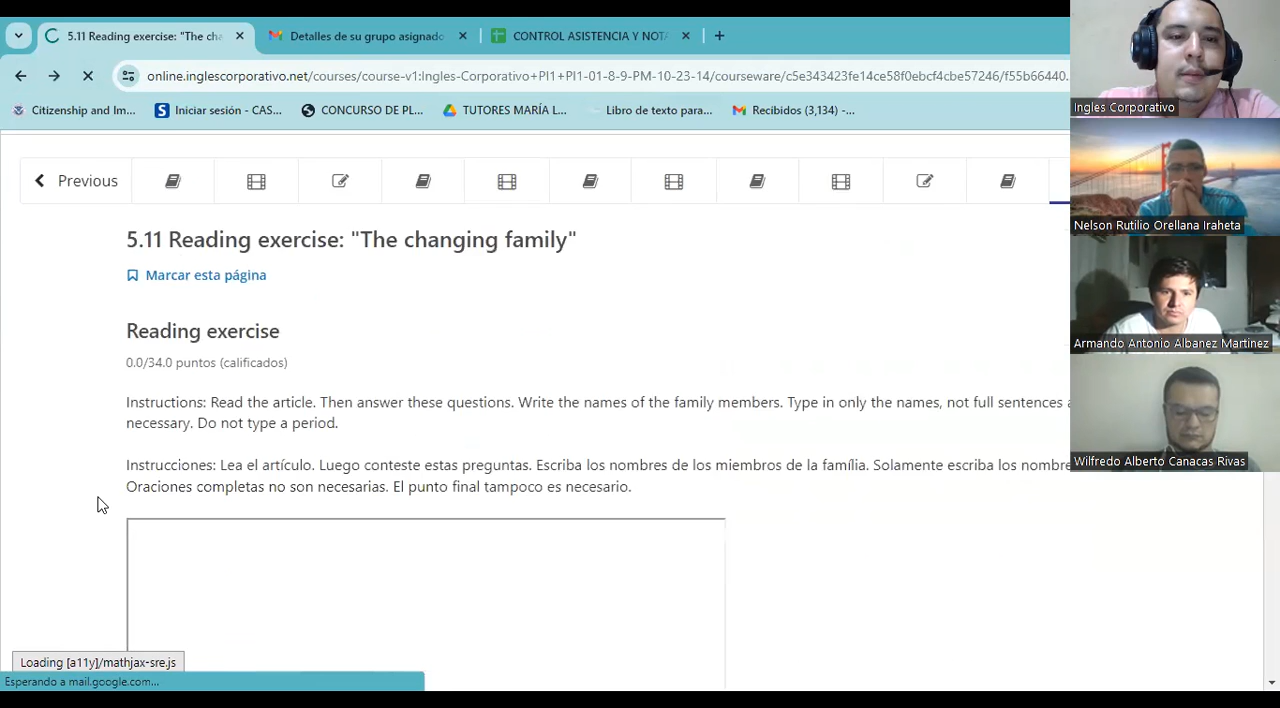 5.11 Reading exercise: "The cha
Detalles de su grupo asignado
CONTROL ASISTENCIA Y NOTA
online.inglescorporativo.net/courses/course-v1:Ingles-Corporativo+PI1+PI1-01-8-9-PM-10-23-14/courseware/c5e343423fe14ce58f0ebcf4cbe57246/f55b66440.
Citizenship and Im...
Iniciar sesión - CAS...
CONCURSO DE PL...
TUTORES MARÍA L...
Libro de texto para...
Recibidos (3,134) -...
Ingles Corporativo
Previous
Nelson Rutilio Orellana Iraheta
5.11 Reading exercise: "The changing family"
Marcar esta página
Reading exercise
Armando Antonio Albanez Martinez
0.0/34.0 puntos (calificados)
Instructions: Read the article. Then answer these questions. Write the names of the family members. Type in only the names, not full sentences a
necessary. Do not type a period.
Wilfredo Alberto Canacas Rivas
Instrucciones: Lea el artículo. Luego conteste estas preguntas. Escriba los nombres de los miembros de la família. Solamente escriba los nombre
Oraciones completas no son necesarias. El punto final tampoco es necesario.
Loading [a11y]/mathjax-sre.js
Esperando a mail.google.com...